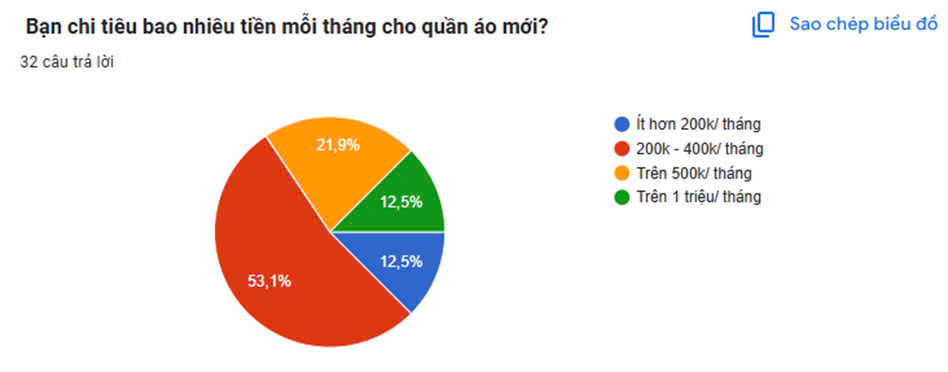 Bạn chi tiêu bao nhiêu tiền mỗi tháng cho quần áo mới?
Sao chép biểu đồ
32 câu trả lời
21,9%
12,5%
12,5%
53,1%
Ít hơn 200k/ tháng
200k - 400k/ tháng
Trên 500k/ tháng
Trên 1 triệu/ tháng